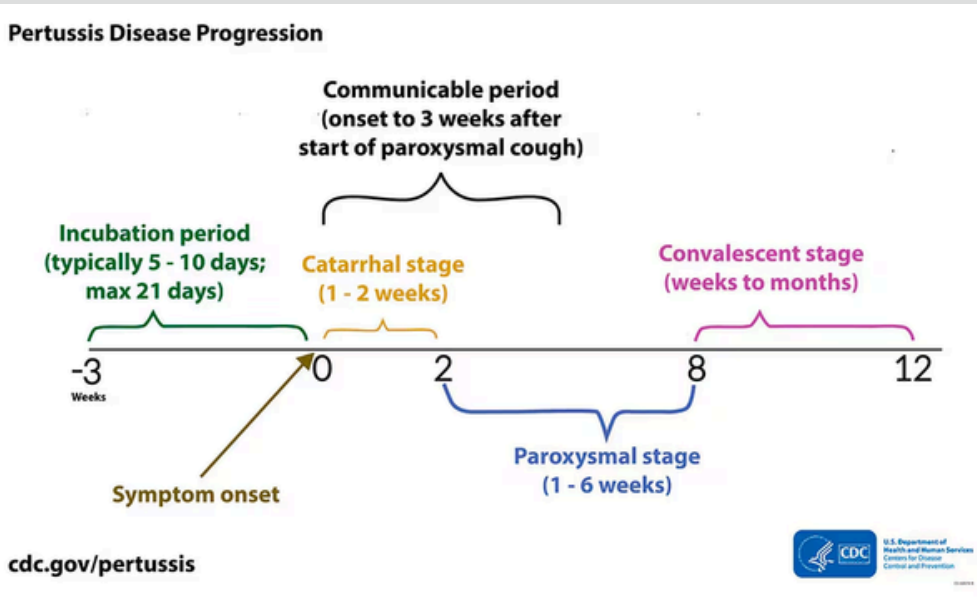 Pertussis Disease Progression
Communicable period
(onset to 3 weeks after
start of paroxysmal cough)
Incubation period
(typically 5 - 10 days;
max 21 days)
Catarrhal stage
(1 - 2 weeks)
Convalescent stage
(weeks to months)
-3
0
2
8
12
Weeks
Paroxysmal stage
(1 - 6 weeks)
Symptom onset
cdc.gov/pertussis
CDC
U.S. Department of
Health and Human Services
Centers for Disease
Control and Prevention